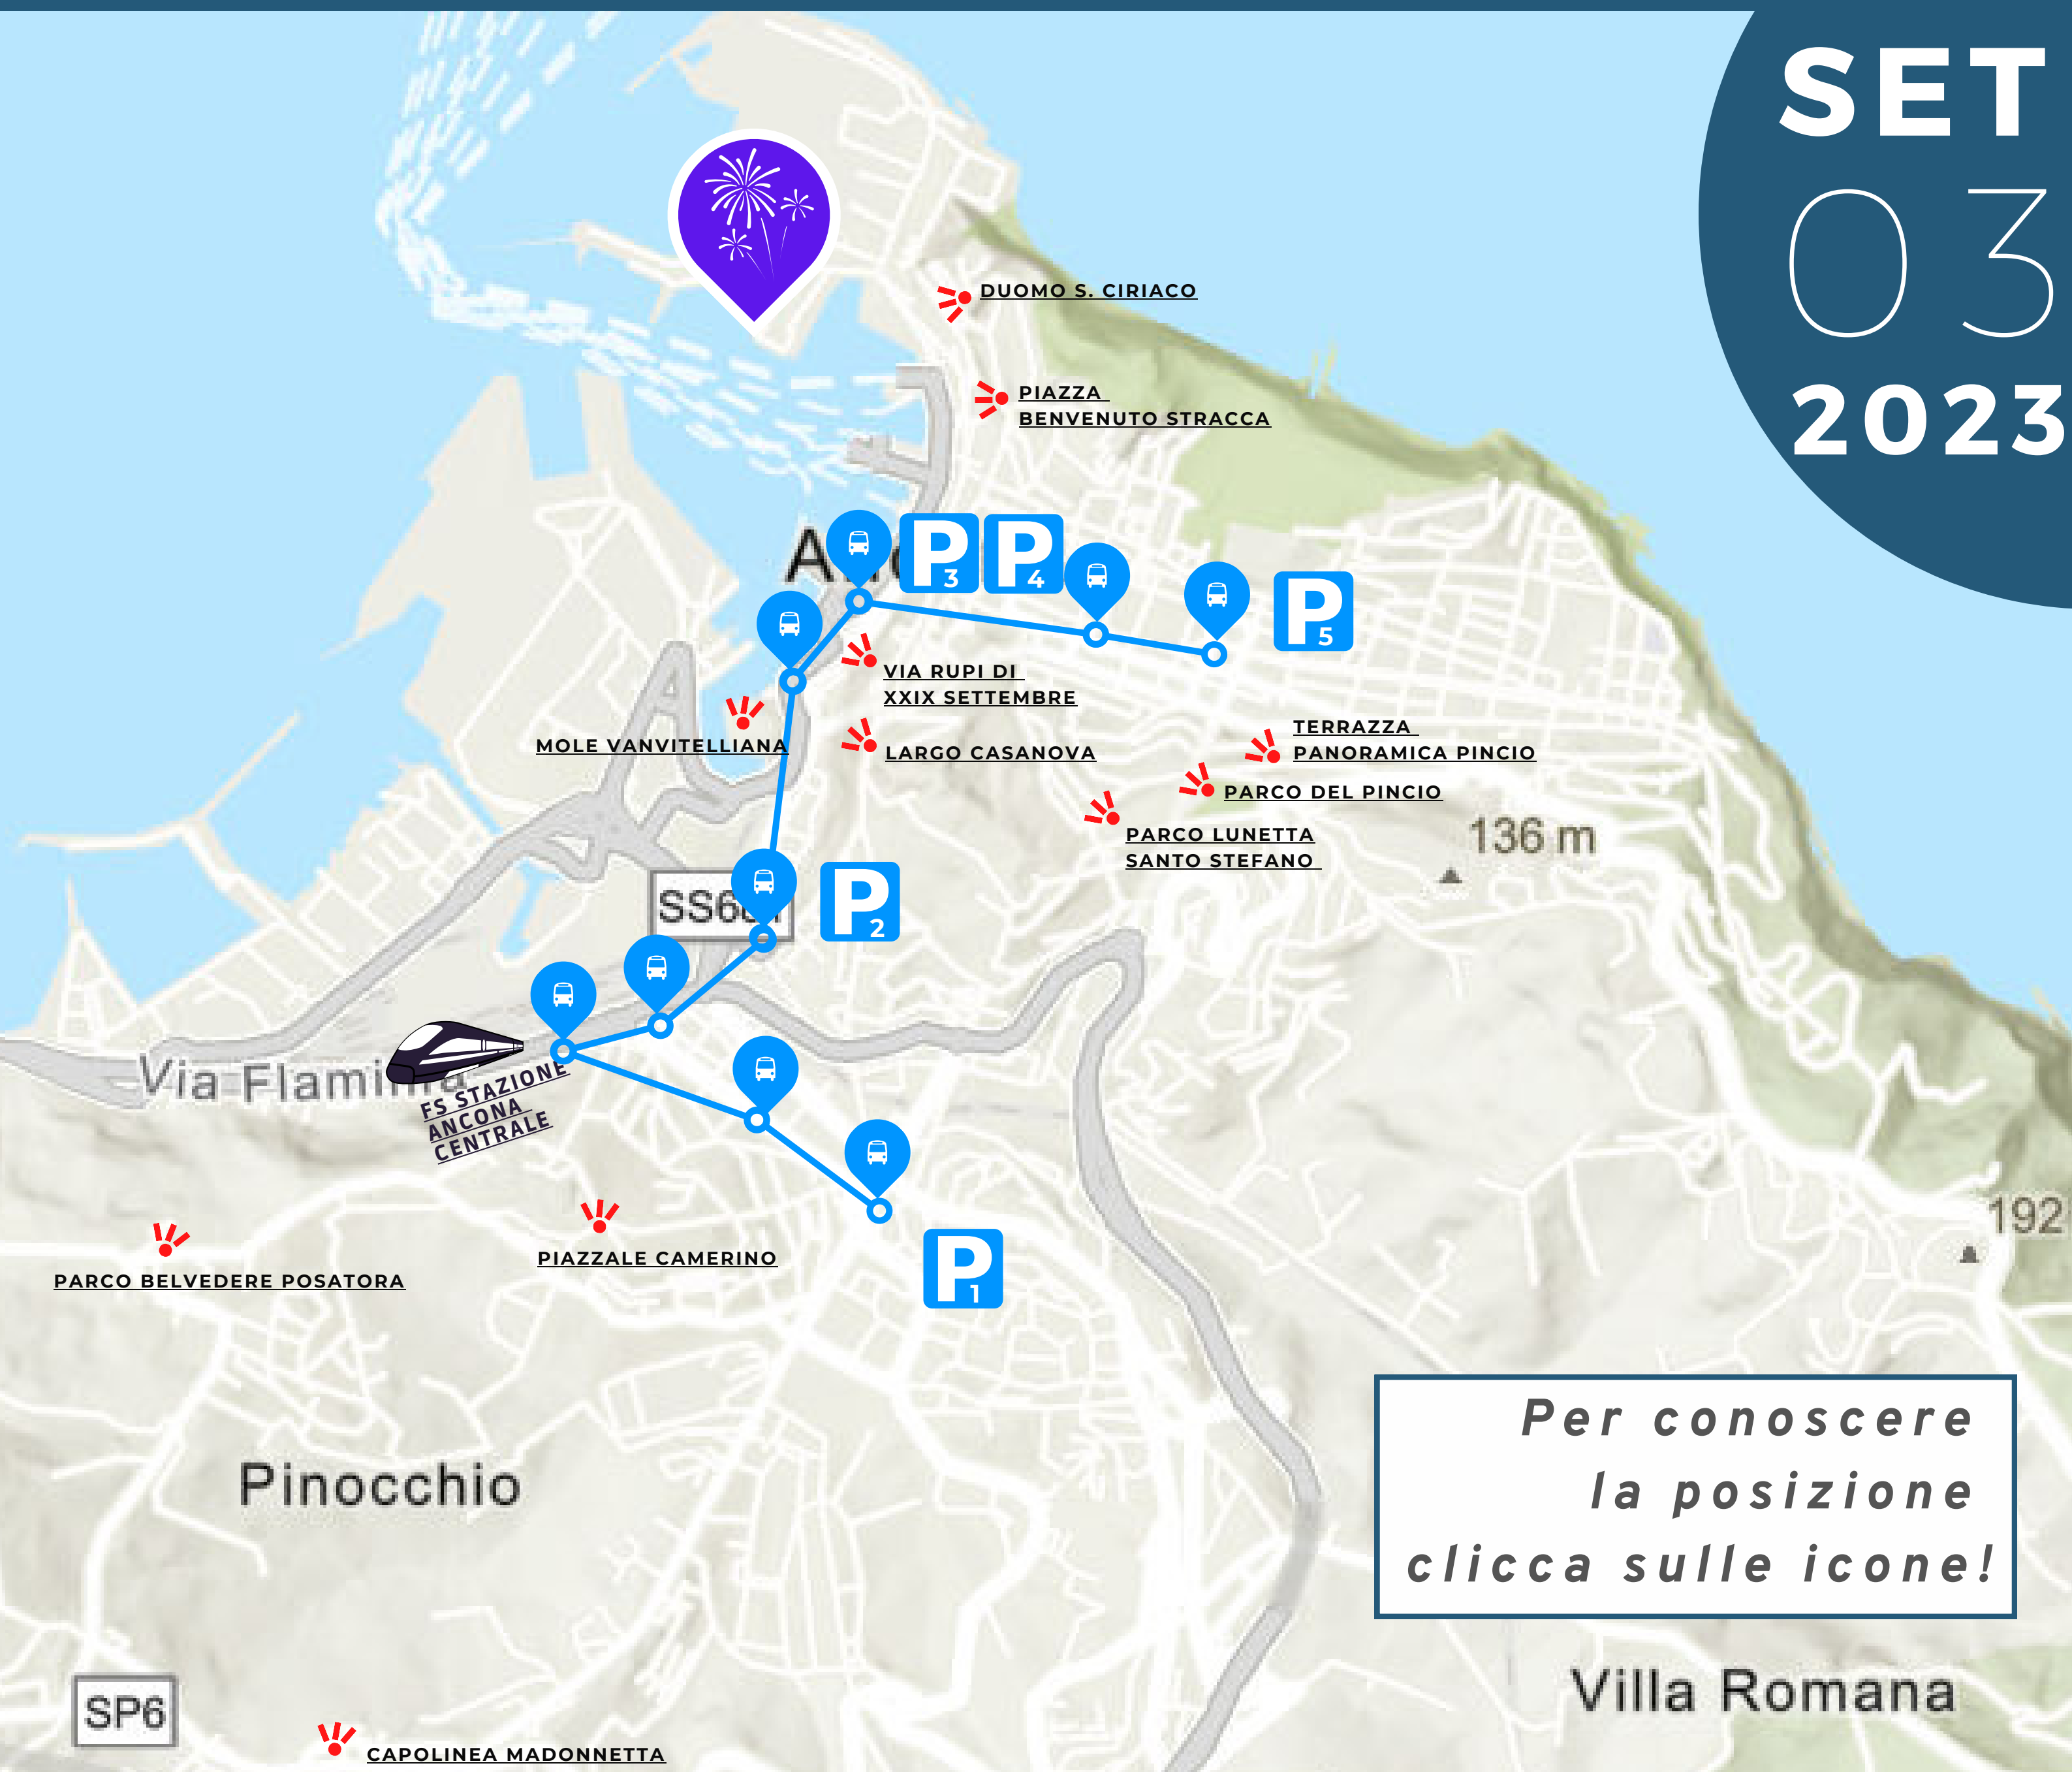 SET
03
2023
DUOMO S. CIRIACO
PIAZZA
BENVENUTO STRACCA
P3
P4
P5
VIA RUPI DI
XXIX SETTEMBRE
MOLE VANVITELLIANA
LARGO CASANOVA
TERRAZZA
PANORAMICA PINCIO
PARCO DEL PINCIO
PARCO LUNETTA
SANTO STEFANO
136 m
P2
Via Flaminia
FS STAZIONE
ANCONA
CENTRALE
192
PIAZZALE CAMERINO
PARCO BELVEDERE POSATORA
P1
Per conoscere
la posizione
clicca sulle icone!
Pinocchio
Villa Romana
SP6
CAPOLINEA MADONNETTA